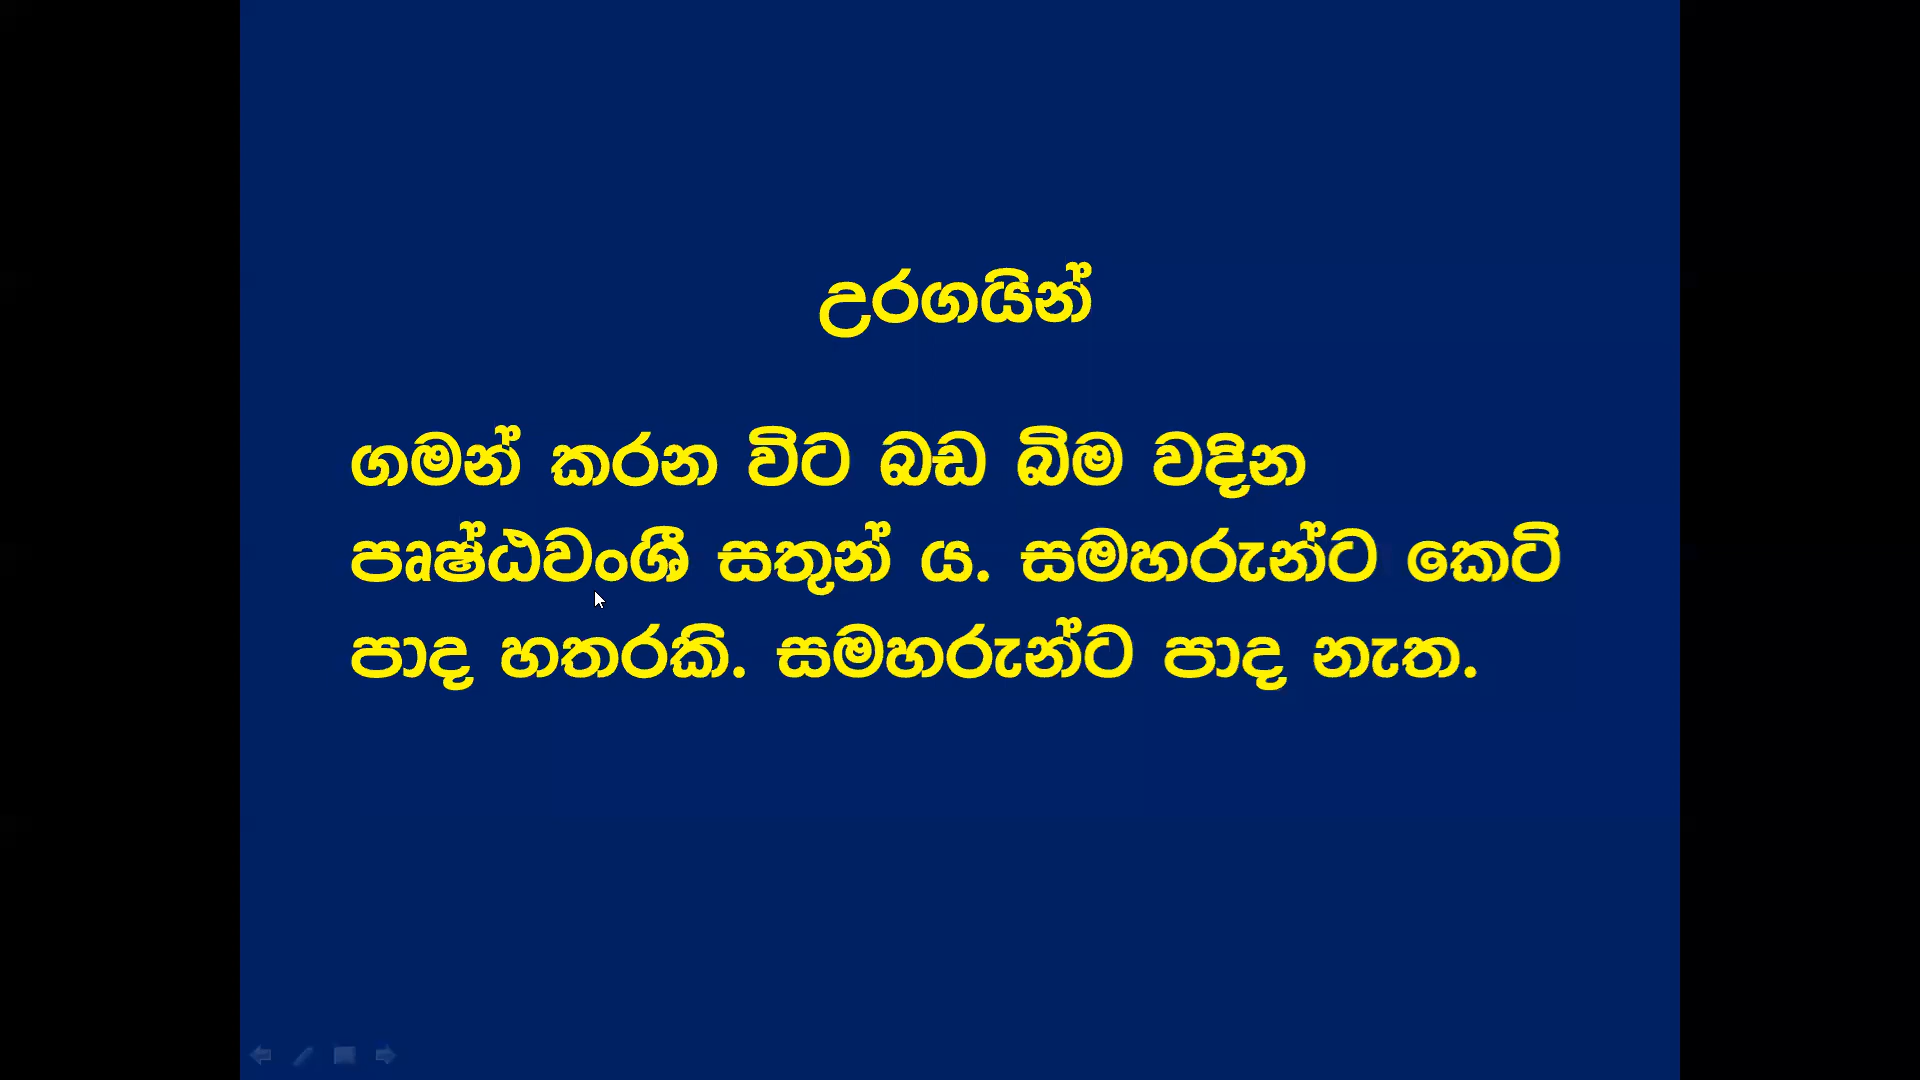 උරගයින්
ගමන් කරන විට බඩ බිම වදින
පෘෂ්ඨවංශී සතුන් ය. සමහරුන්ට කෙටි
පාද හතරකි. සමහරුන්ට පාද නැත.